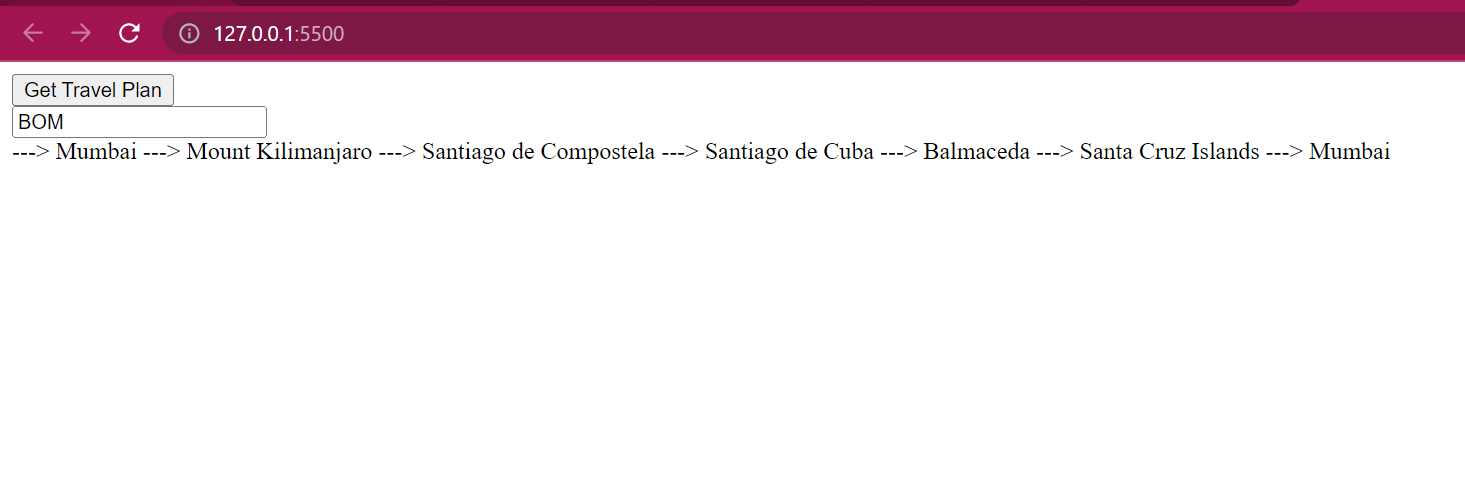 127.0.0.1:5500
Get Travel Plan
BOM
---> Mumbai ---> Mount Kilimanjaro ---> Santiago de Compostela ---> Santiago de Cuba ---> Balmaceda ---> Santa Cruz Islands ---> Mumbai